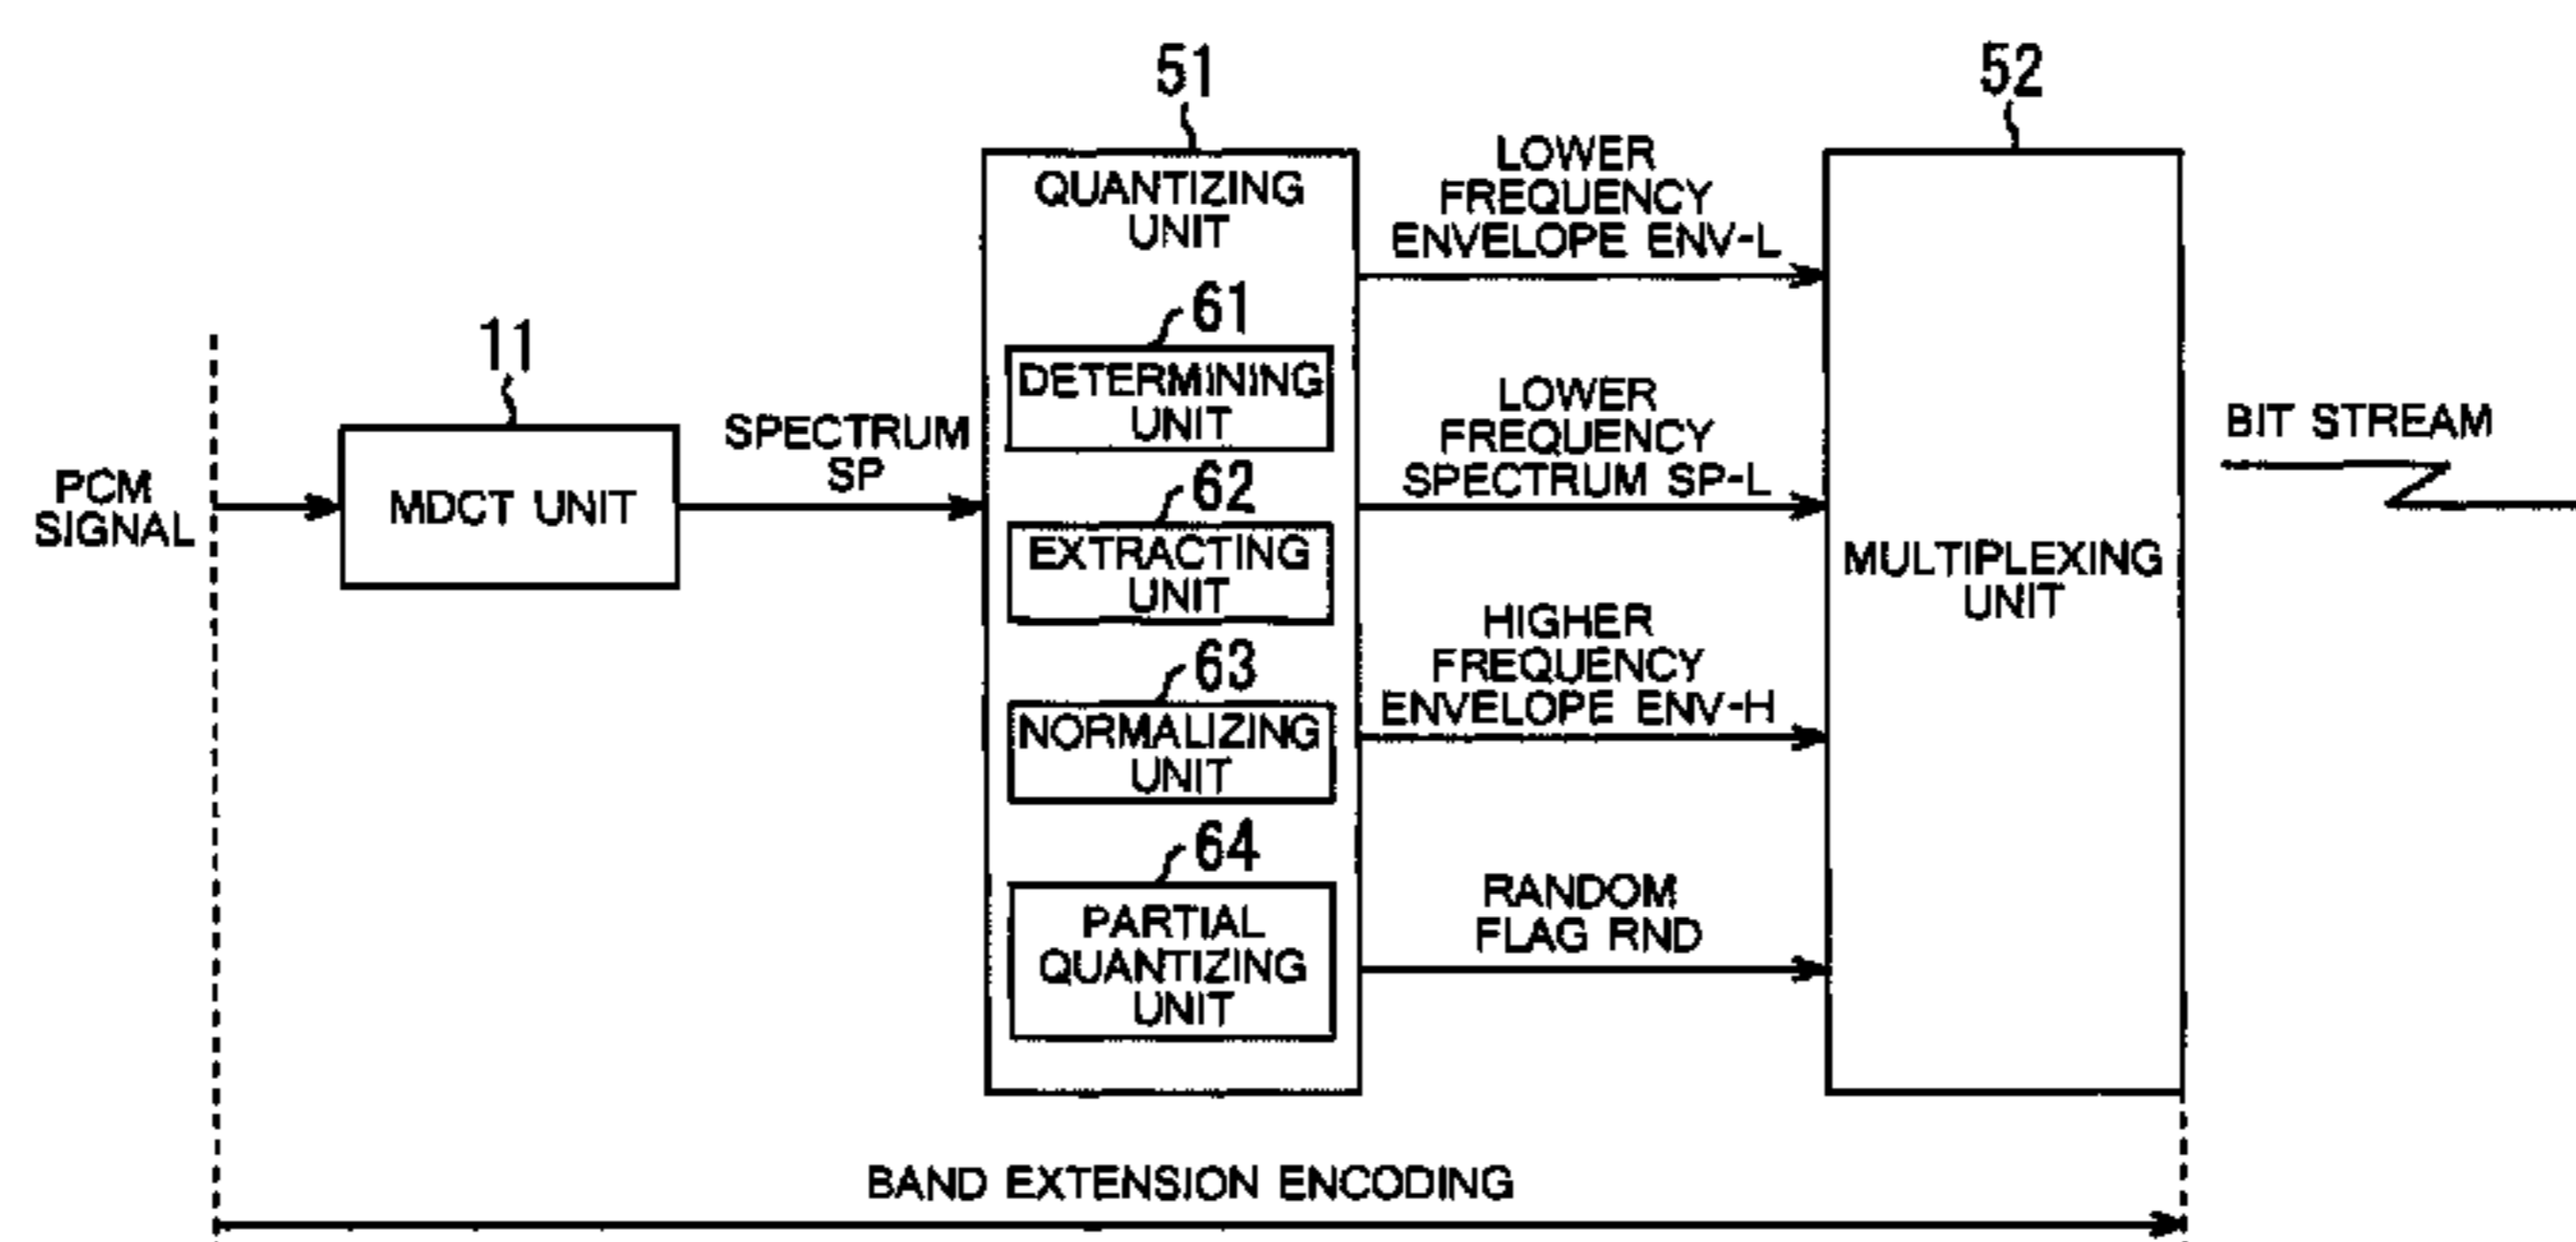 PCM
SIGNAL
11
MDCT UNIT
SPECTRUM
SP
51
QUANTIZING
UNIT
61
DETERMINING
UNIT
62
EXTRACTING
UNIT
63
NORMALIZING
UNIT
64
PARTIAL
QUANTIZING
UNIT
LOWER
FREQUENCY
ENVELOPE ENV-L
LOWER
FREQUENCY
SPECTRUM SP-L
HIGHER
FREQUENCY
ENVELOPE ENV-H
RANDOM
FLAG RND
52
MULTIPLEXING
UNIT
BIT STREAM
BAND EXTENSION ENCODING